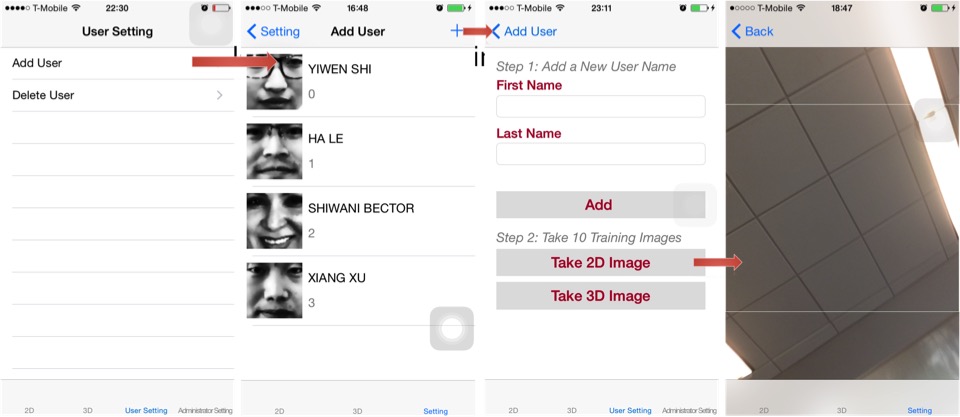 T-Mobile 22:30
User Setting
Add User
Delete User
2D 3D User Setting Administrator Setting
T-Mobile 16:48
Setting Add User +
YIWEN SHI
0
HA LE
1
SHIWANI BECTOR
2
XIANG XU
3
2D 3D Setting
in
T-Mobile 23:11
Add User
Step 1: Add a New User Name
First Name
Last Name
Add
Step 2: Take 10 Training Images
Take 2D Image
Take 3D Image
2D 3D User Setting Administrator Setting
T-Mobile 18:47
Back
2D 3D Setting